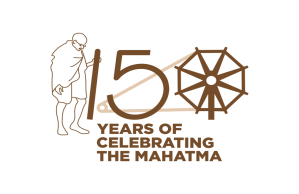 150
YEARS OF
CELEBRATING
THE MAHATMA